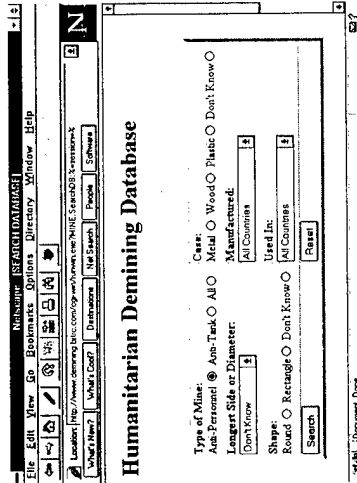 Netscape - [SEARCH DATABASE]
File Edit View Go Bookmarks Options Directory Window Help
Location: http://www.demining.brtrc.com/cgi-win/runwin.exe/MINE.SearchDB:X=session=X
What's New? What's Cool? Destinations Net Search People Software
N
Humanitarian Demining Database
Type of Mine:
Anti-Personnel Anti-Tank All
Case:
Metal Wood Plastic Don't Know
Longest Side or Diameter:
Don't Know
Manufactured:
All Countries
Shape:
Round Rectangle Don't Know
Used In:
All Countries
Search
Reset
Document: Done